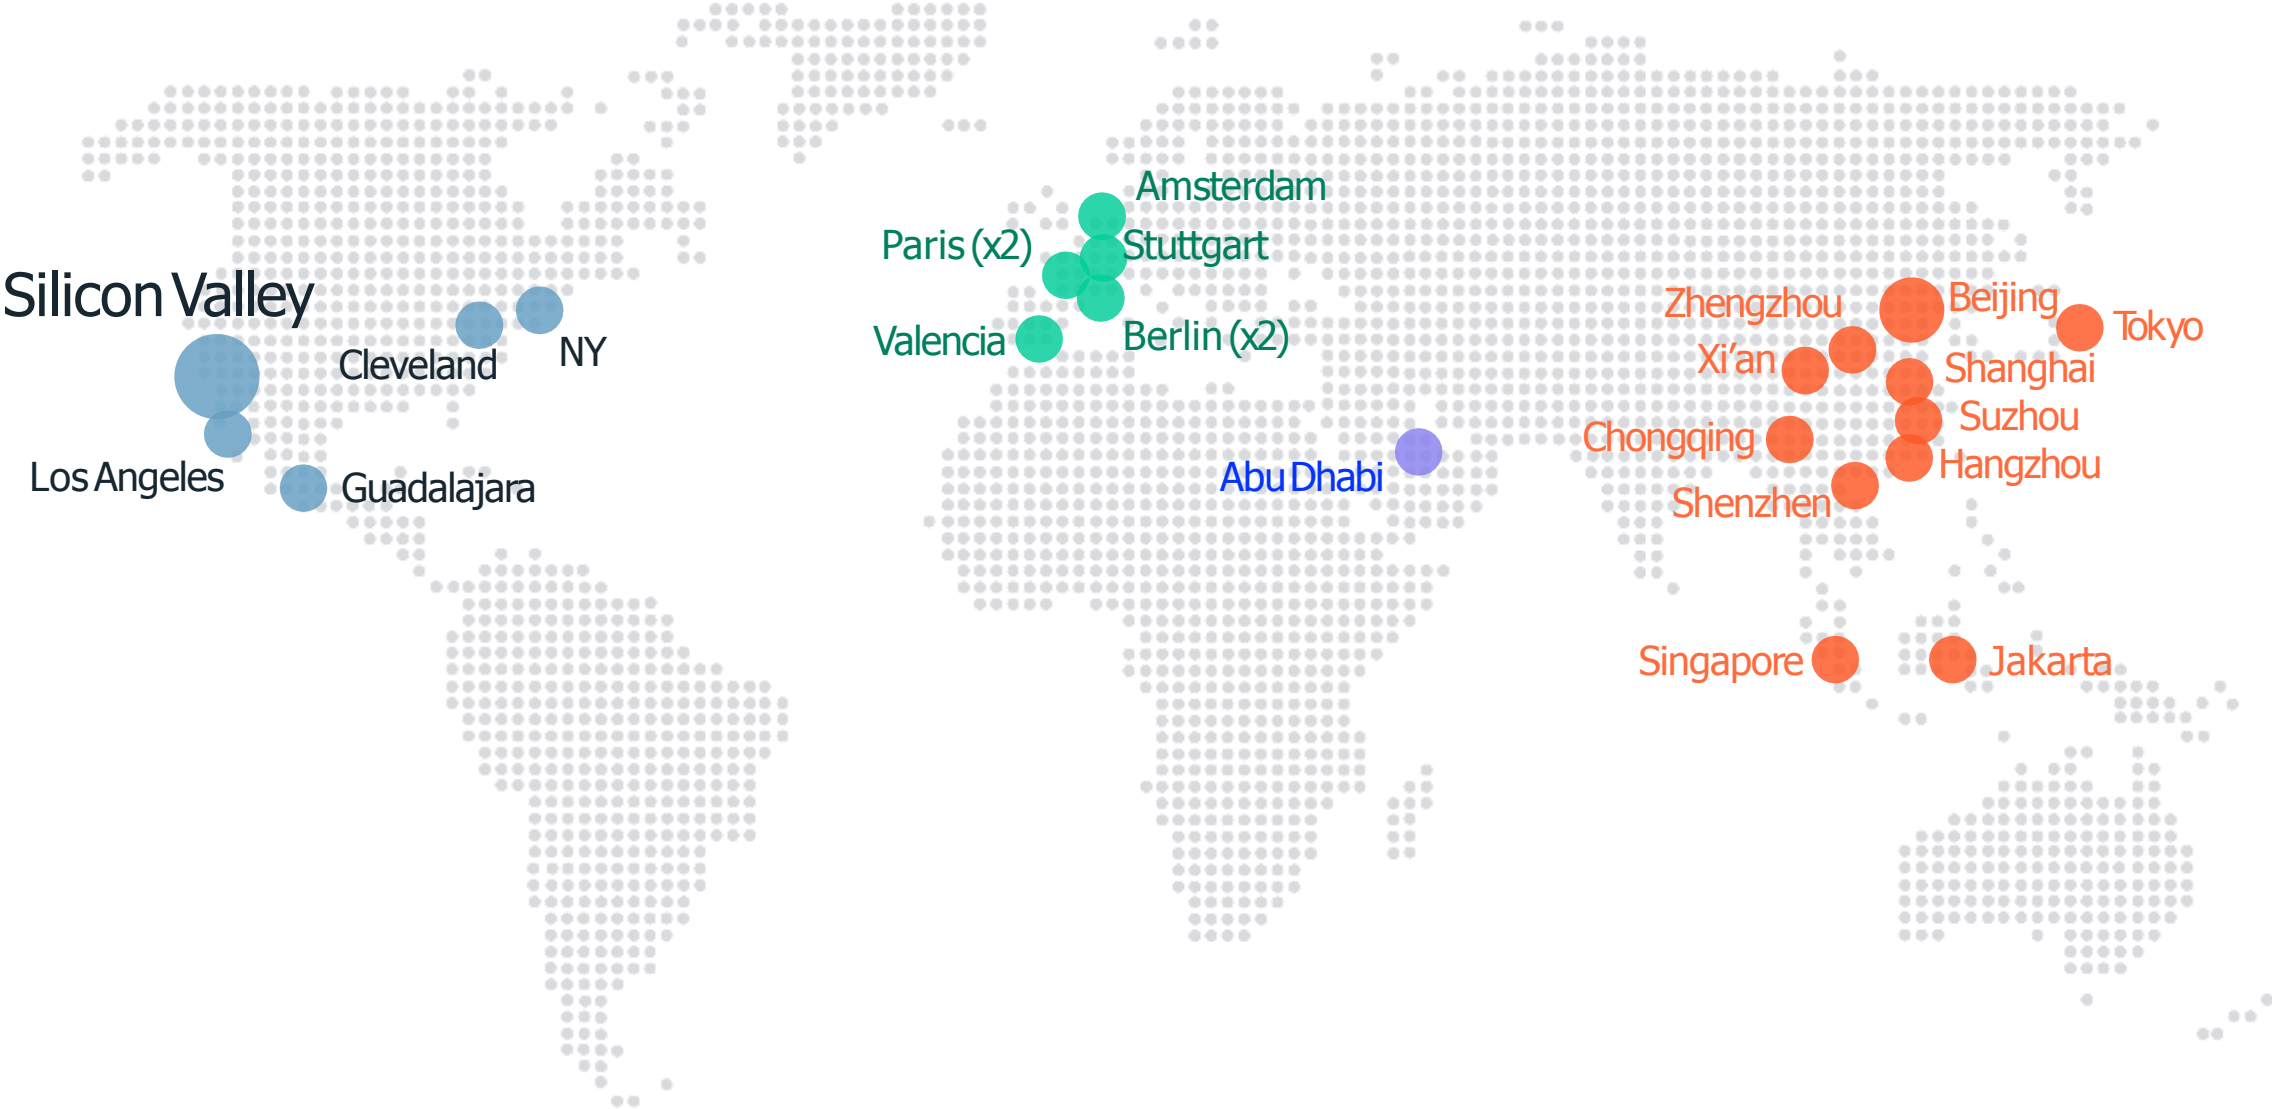 Silicon Valley
Cleveland
NY
Los Angeles
Guadalajara
Amsterdam
Paris (x2)
Stuttgart
Valencia
Berlin (x2)
Abu Dhabi
Zhengzhou
Beijing
Tokyo
Xi’an
Shanghai
Suzhou
Chongqing
Hangzhou
Shenzhen
Singapore
Jakarta